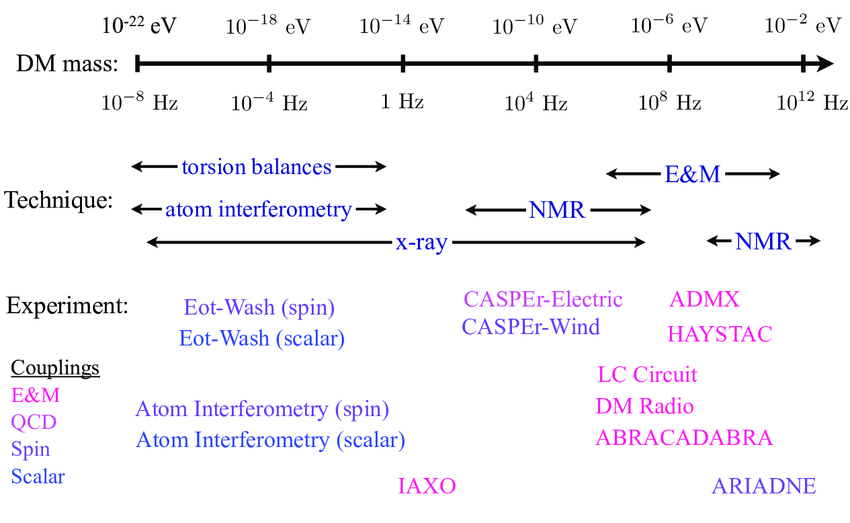 10-22 eV 10−18 eV 10−14 eV 10−10 eV 10−6 eV 10−2 eV
DM mass:
10−8 Hz 10−4 Hz 1 Hz 104 Hz 108 Hz 1012 Hz
torsion balances
E&M
Technique:
atom interferometry NMR
x-ray NMR
Experiment:
Eot-Wash (spin) CASPEr-Electric ADMX
Eot-Wash (scalar) CASPEr-Wind HAYSTAC
Couplings
E&M
QCD
Spin
Scalar
LC Circuit
Atom Interferometry (spin) DM Radio
Atom Interferometry (scalar) ABRACADABRA
IAXO ARIADNE